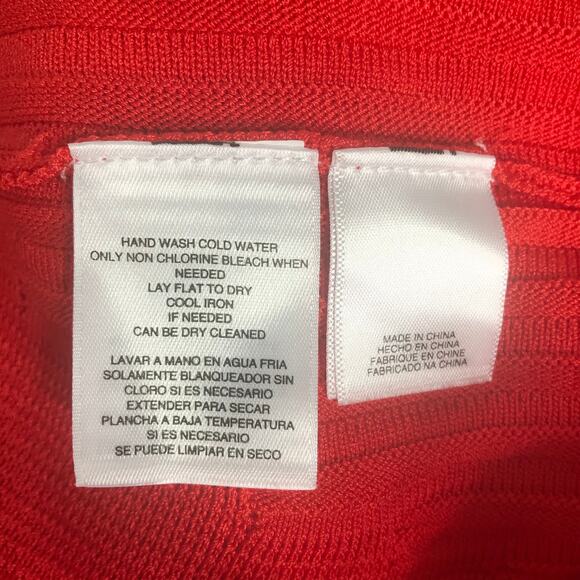 HAND WASH COLD WATER
ONLY NON CHLORINE BLEACH WHEN
NEEDED
LAY FLAT TO DRY
COOL IRON
IF NEEDED
CAN BE DRY CLEANED
LAVAR A MANO EN AGUA FRIA
SOLAMENTE BLANQUEADOR SIN
CLORO SI ES NECESARIO
EXTENDER PARA SECAR
PLANCHA A BAJA TEMPERATURA
SI ES NECESARIO
SE PUEDE LIMPIAR EN SECO
MADE IN CHINA
HECHO EN CHINA
FABRIQUE EN CHINE
FABRICADO NA CHINA